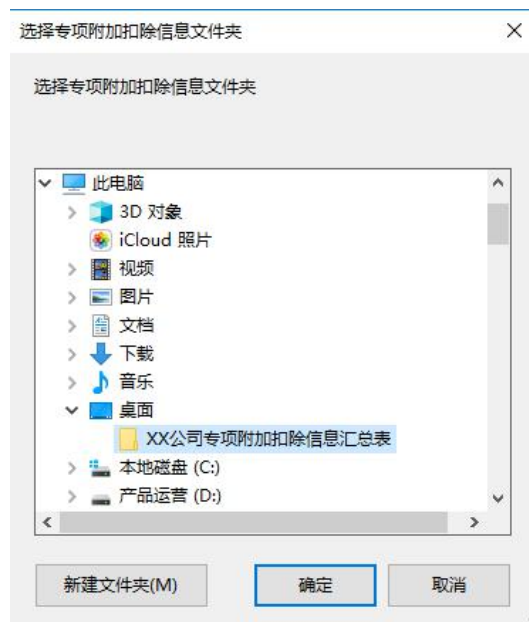 选择专项附加扣除信息文件夹
选择专项附加扣除信息文件夹
此电脑
3D 对象
iCloud 照片
视频
图片
文档
下载
音乐
桌面
XX公司专项附加扣除信息汇总表
本地磁盘 (C:)
产品运营 (D:)
新建文件夹(M) 确定 取消